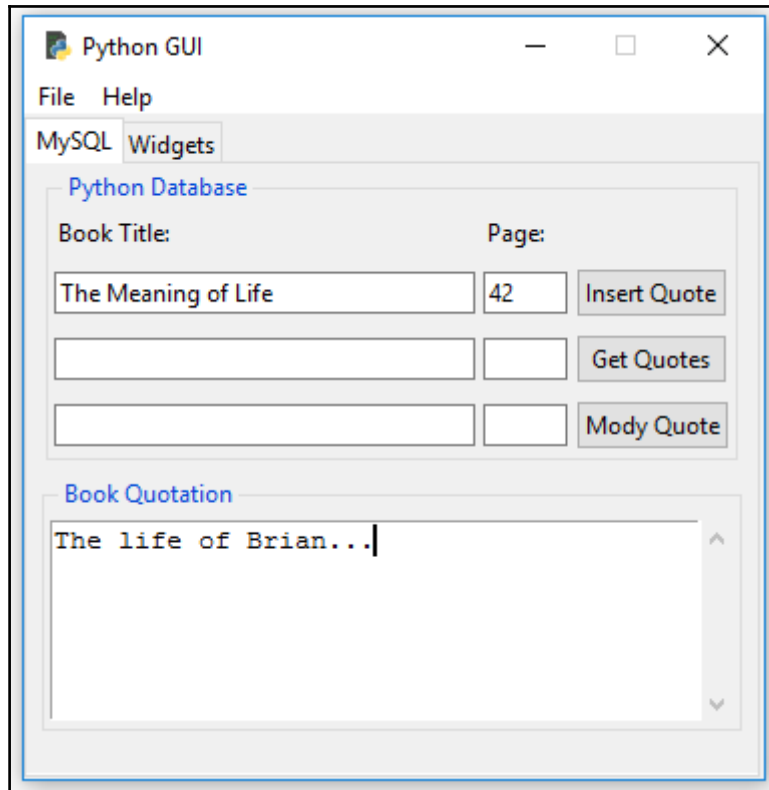 Python GUI
File Help
MySQL Widgets
Python Database
Book Title: Page:
The Meaning of Life 42 Insert Quote
Get Quotes
Mody Quote
Book Quotation
The life of Brian...